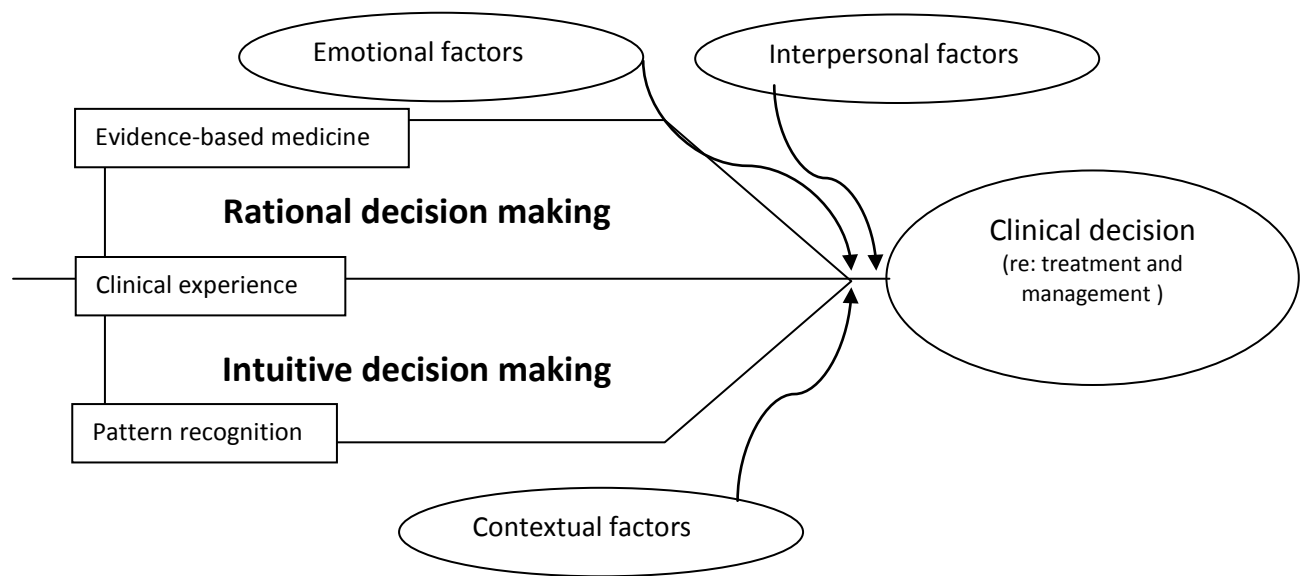 Emotional factors
Interpersonal factors
Evidence-based medicine
Rational decision making
Clinical decision
(re: treatment and
management )
Clinical experience
Intuitive decision making
Pattern recognition
Contextual factors